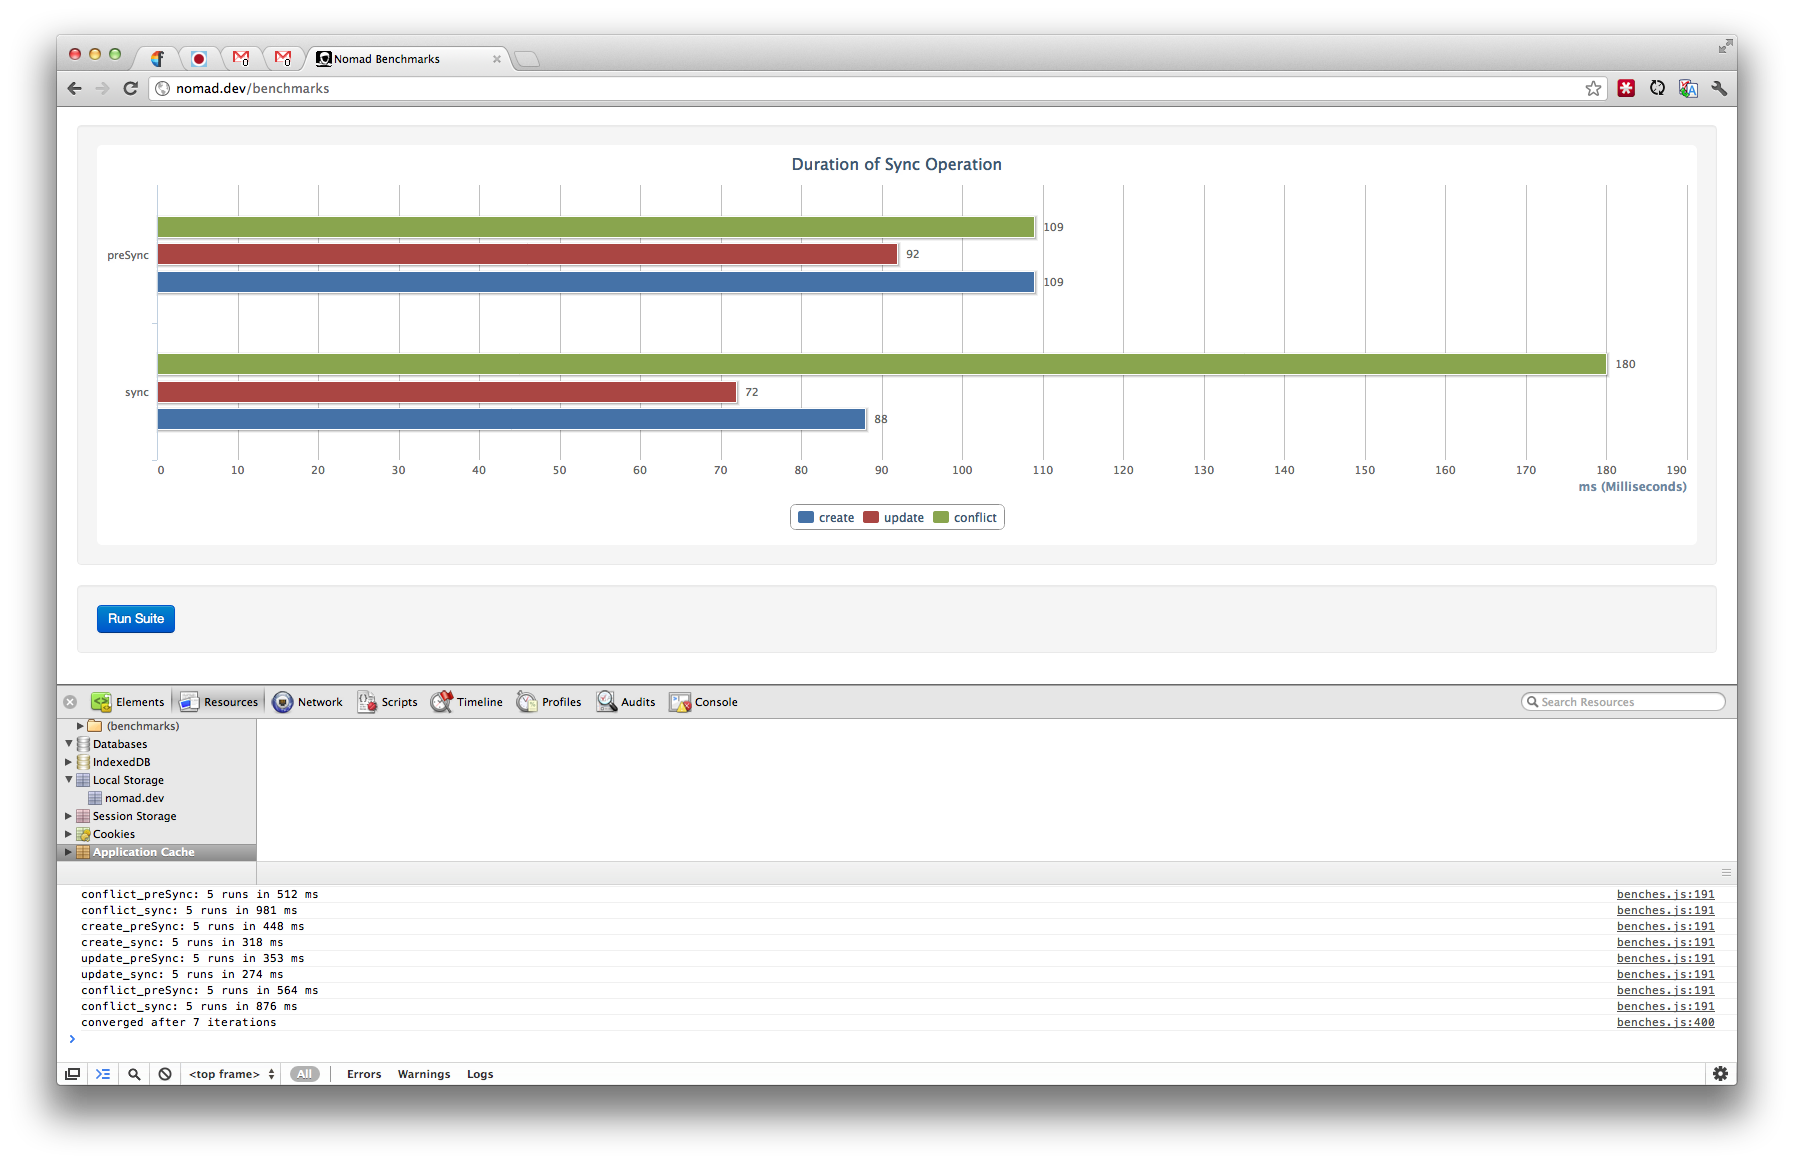 0
0
Nomad Benchmarks
nomad.dev/benchmarks
Duration of Sync Operation
109
preSync
92
109
180
sync
72
88
0 10 20 30 40 50 60 70 80 90 100 110 120 130 140 150 160 170 180 190
ms (Milliseconds)
create update conflict
Run Suite
Elements Resources Network Scripts Timeline Profiles Audits Console Search Resources
(benchmarks)
Databases
IndexedDB
Local Storage
nomad.dev
Session Storage
Cookies
Application Cache
conflict_preSync: 5 runs in 512 ms benches.js:191
conflict_sync: 5 runs in 981 ms benches.js:191
create_preSync: 5 runs in 448 ms benches.js:191
create_sync: 5 runs in 318 ms benches.js:191
update_preSync: 5 runs in 353 ms benches.js:191
update_sync: 5 runs in 274 ms benches.js:191
conflict_preSync: 5 runs in 564 ms benches.js:191
conflict_sync: 5 runs in 876 ms benches.js:191
converged after 7 iterations benches.js:400
<top frame> All Errors Warnings Logs